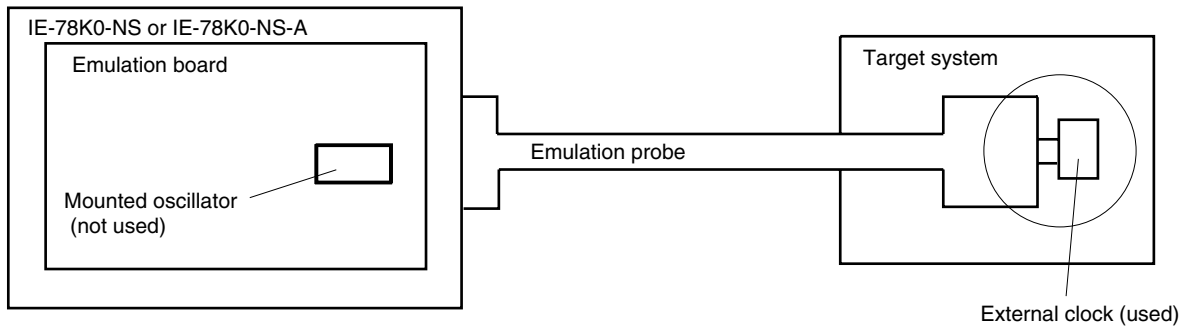 IE-78K0-NS or IE-78K0-NS-A
Emulation board
Target system
Emulation probe
Mounted oscillator
(not used)
External clock (used)